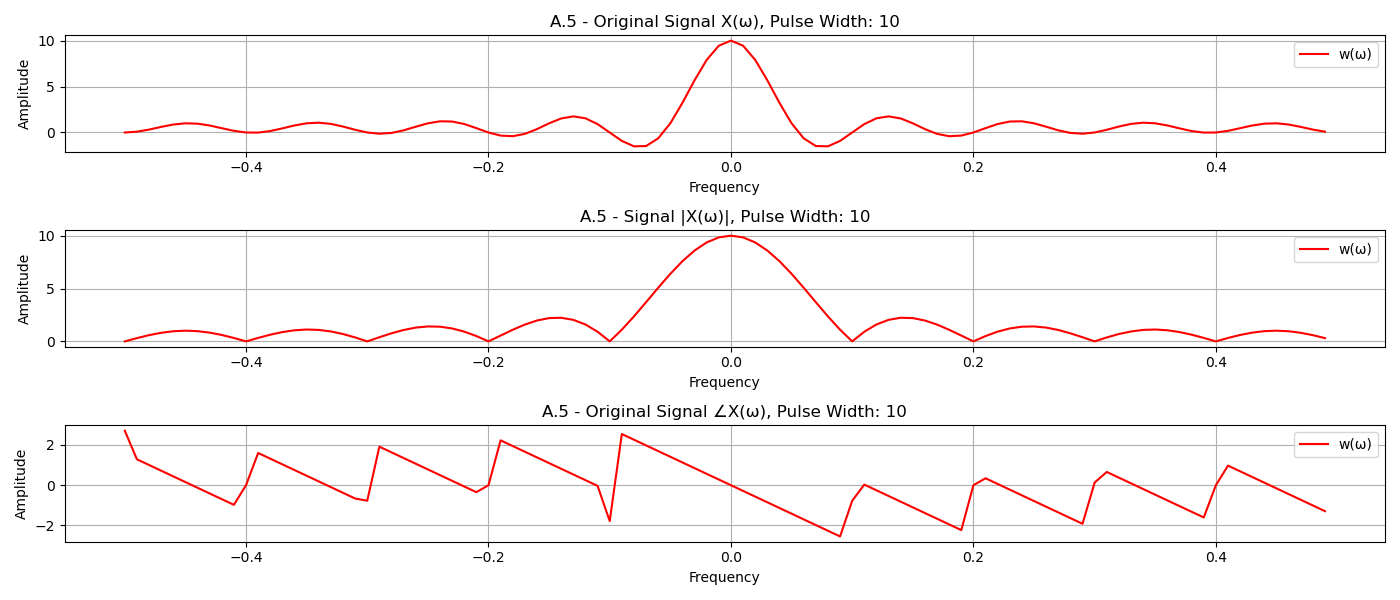 A.5 - Original Signal X(ω), Pulse Width: 10
Amplitude
10
5
0
w(ω)
−0.4
−0.2
0.0
0.2
0.4
Frequency
A.5 - Signal |X(ω)|, Pulse Width: 10
Amplitude
10
5
0
w(ω)
−0.4
−0.2
0.0
0.2
0.4
Frequency
A.5 - Original Signal ∠X(ω), Pulse Width: 10
Amplitude
2
0
−2
w(ω)
−0.4
−0.2
0.0
0.2
0.4
Frequency